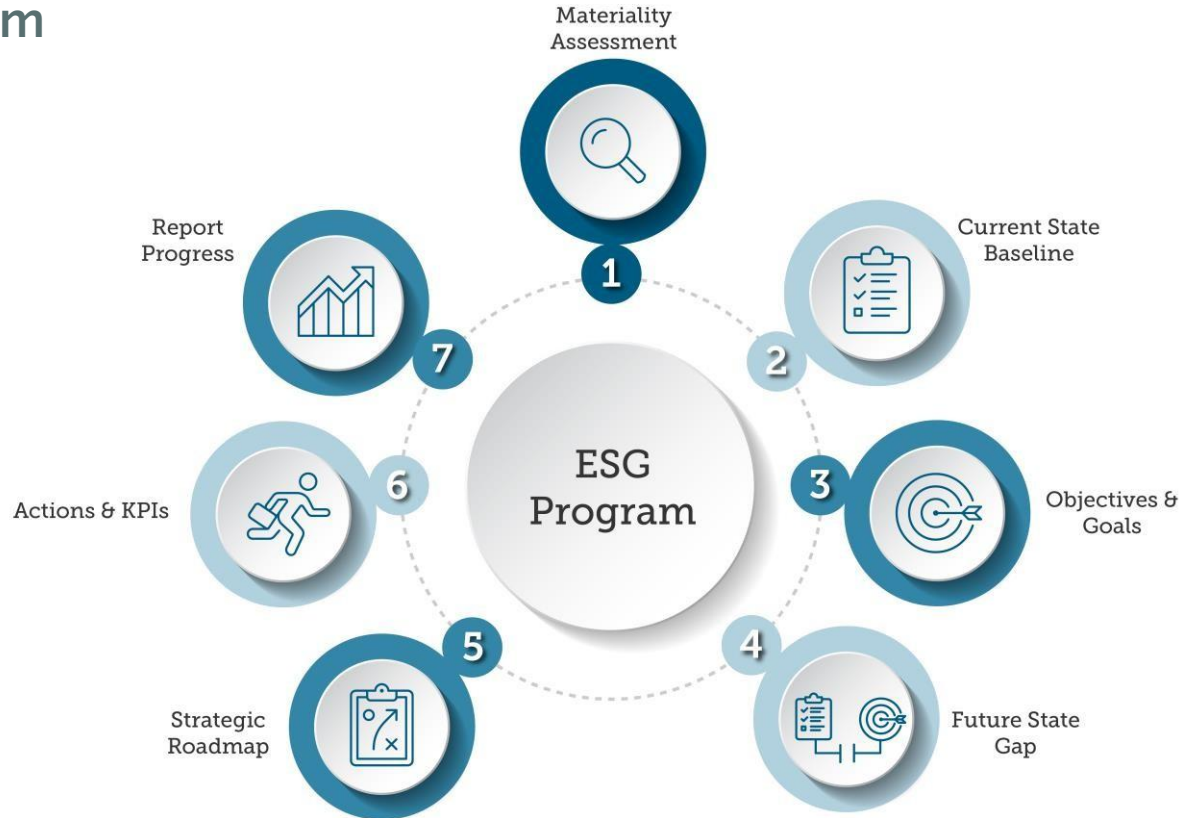 m
Materiality
Assessment
1
Current State
Baseline
2
3
Objectives &
Goals
4
Future State
Gap
5
Strategic
Roadmap
6
Actions & KPIs
7
Report
Progress
ESG
Program